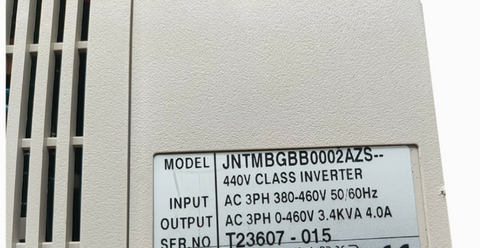 MODEL JNTMBGBB0002AZS--
440V CLASS INVERTER
INPUT AC 3PH 380-460V 50/60Hz
OUTPUT AC 3PH 0-460V 3.4KVA 4.0A
SER.NO T23607 - 015